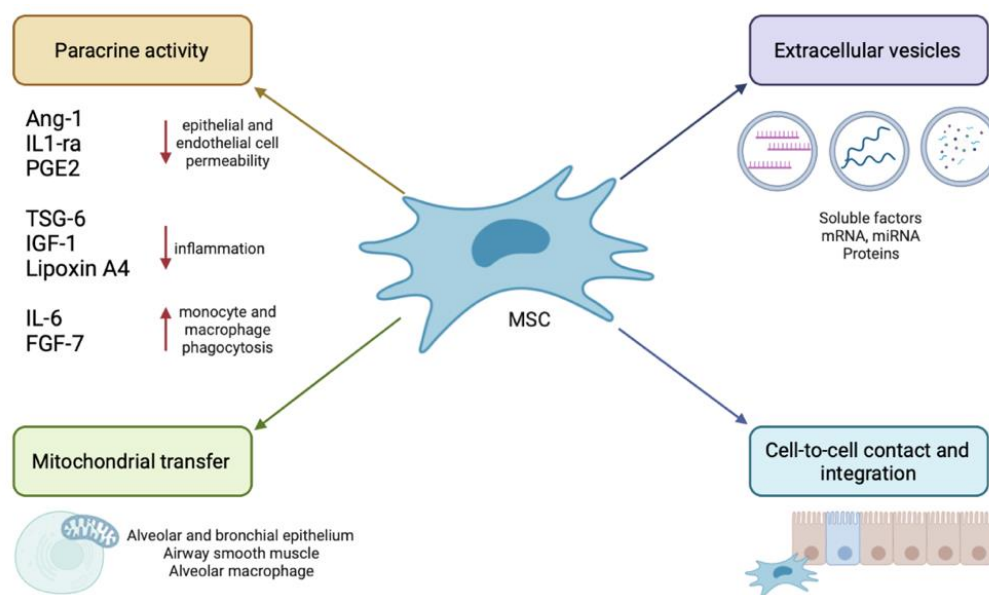 Paracrine activity
Ang-1
IL1-ra
PGE2
epithelial and
endothelial cell
permeability
TSG-6
IGF-1
Lipoxin A4
inflammation
IL-6
FGF-7
monocyte and
macrophage
phagocytosis
Extracellular vesicles
Soluble factors
mRNA, miRNA
Proteins
MSC
Mitochondrial transfer
Alveolar and bronchial epithelium
Airway smooth muscle
Alveolar macrophage
Cell-to-cell contact and
integration